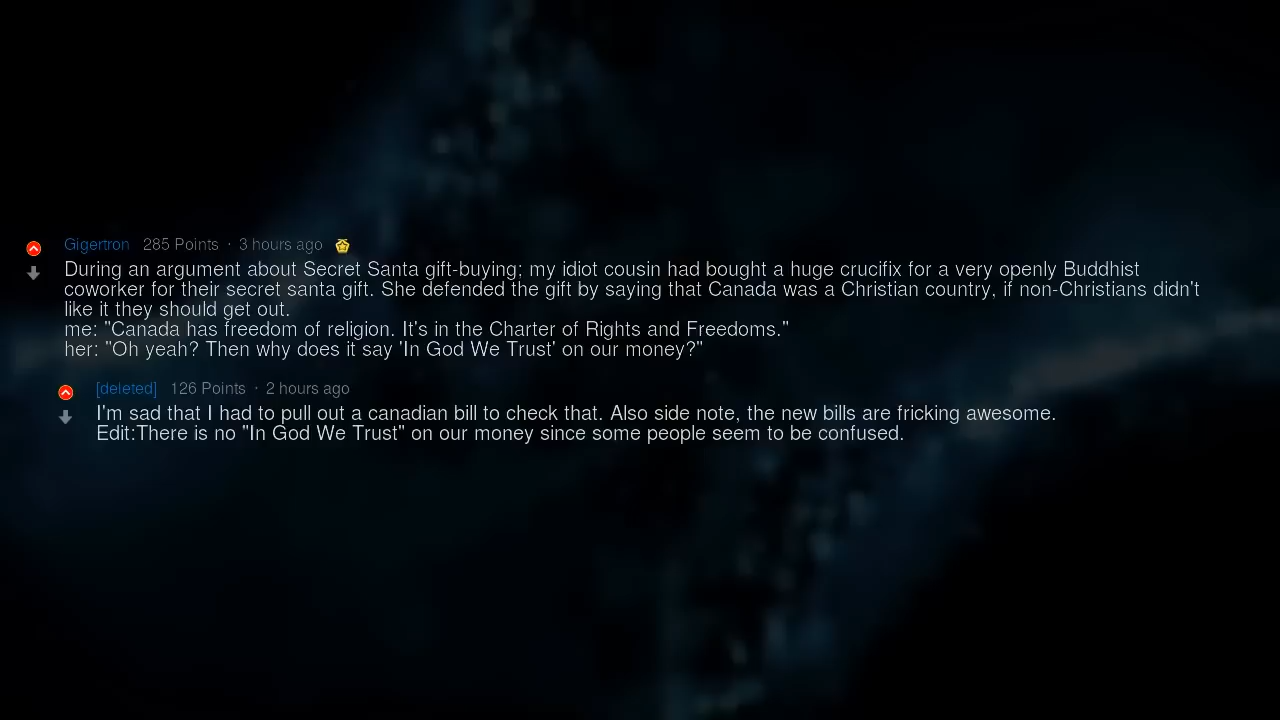 Gigertron 285 Points · 3 hours ago
During an argument about Secret Santa gift-buying; my idiot cousin had bought a huge crucifix for a very openly Buddhist
coworker for their secret santa gift. She defended the gift by saying that Canada was a Christian country, if non-Christians didn't
like it they should get out.
me: "Canada has freedom of religion. It's in the Charter of Rights and Freedoms."
her: "Oh yeah? Then why does it say 'In God We Trust' on our money?"
[deleted] 126 Points · 2 hours ago
I'm sad that I had to pull out a canadian bill to check that. Also side note, the new bills are fricking awesome.
Edit:There is no "In God We Trust" on our money since some people seem to be confused.